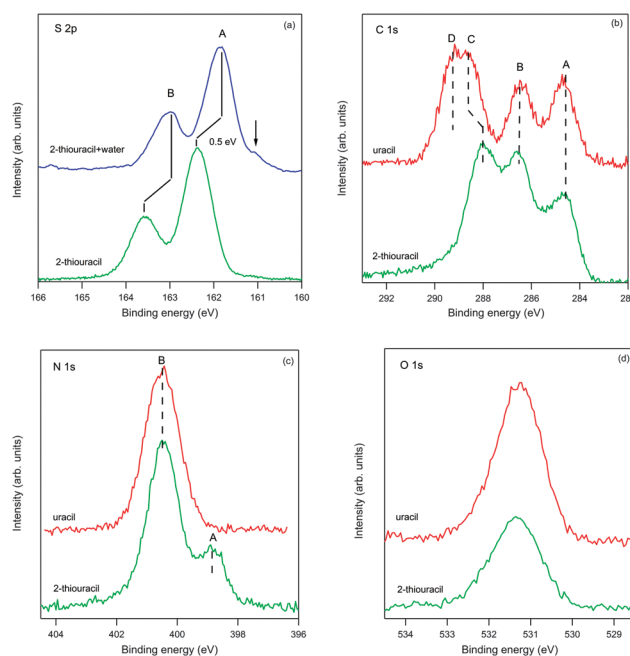 S 2p
(a)
A
B
2-thiouracil+water
0.5 eV
2-thiouracil
Intensity (arb. units)
166 165 164 163 162 161 160
Binding energy (eV)
C 1s
(b)
D C
B
A
uracil
2-thiouracil
Intensity (arb. units)
292 290 288 286 284 28
Binding energy (eV)
N 1s
(c)
B
uracil
A
2-thiouracil
Intensity (arb. units)
404 402 400 398 396
Binding energy (eV)
O 1s
(d)
uracil
2-thiouracil
Intensity (arb. units)
534 533 532 531 530 529
Binding energy (eV)